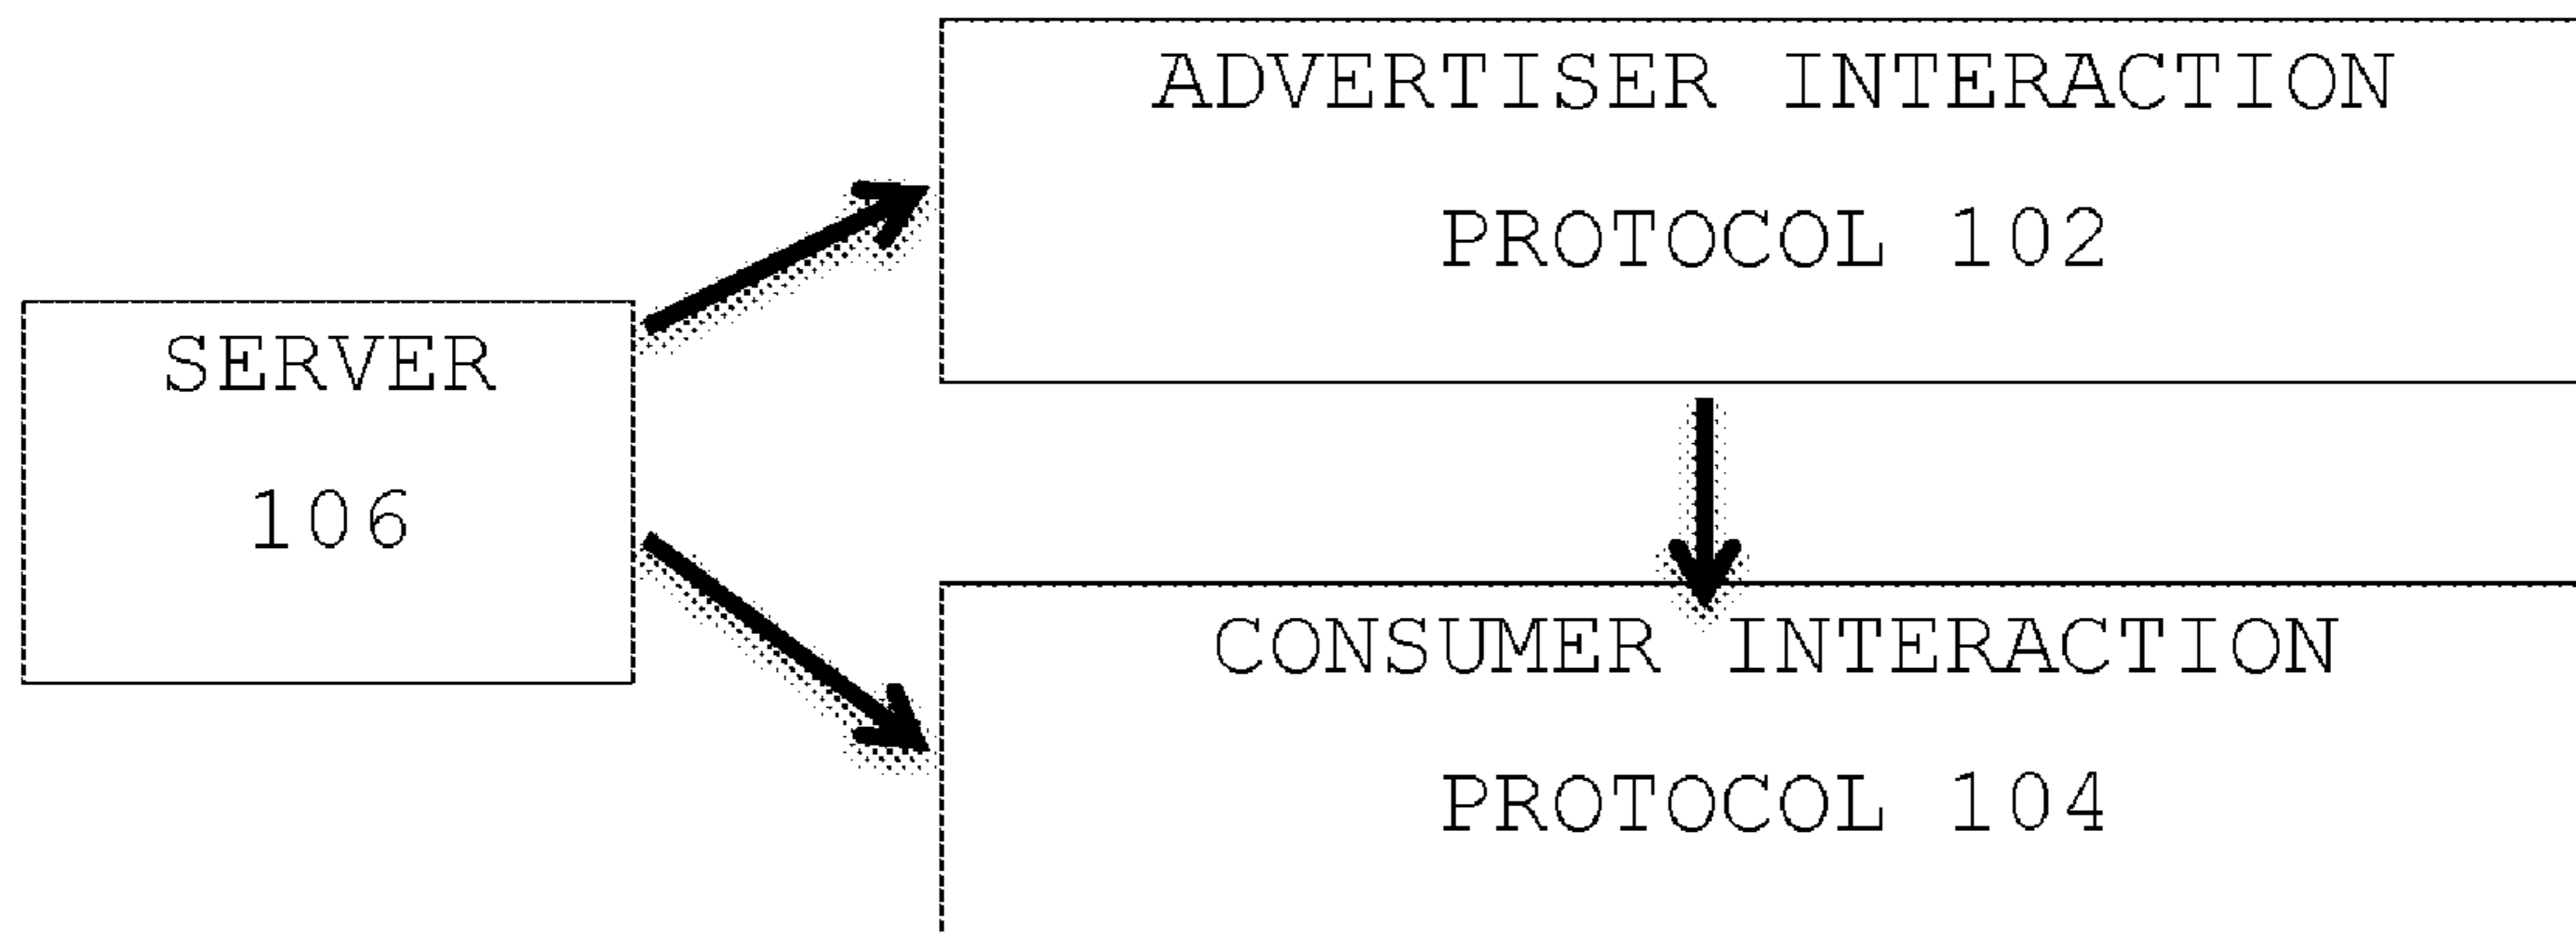 ADVERTISER INTERACTION
PROTOCOL 102
SERVER
106
CONSUMER INTERACTION
PROTOCOL 104